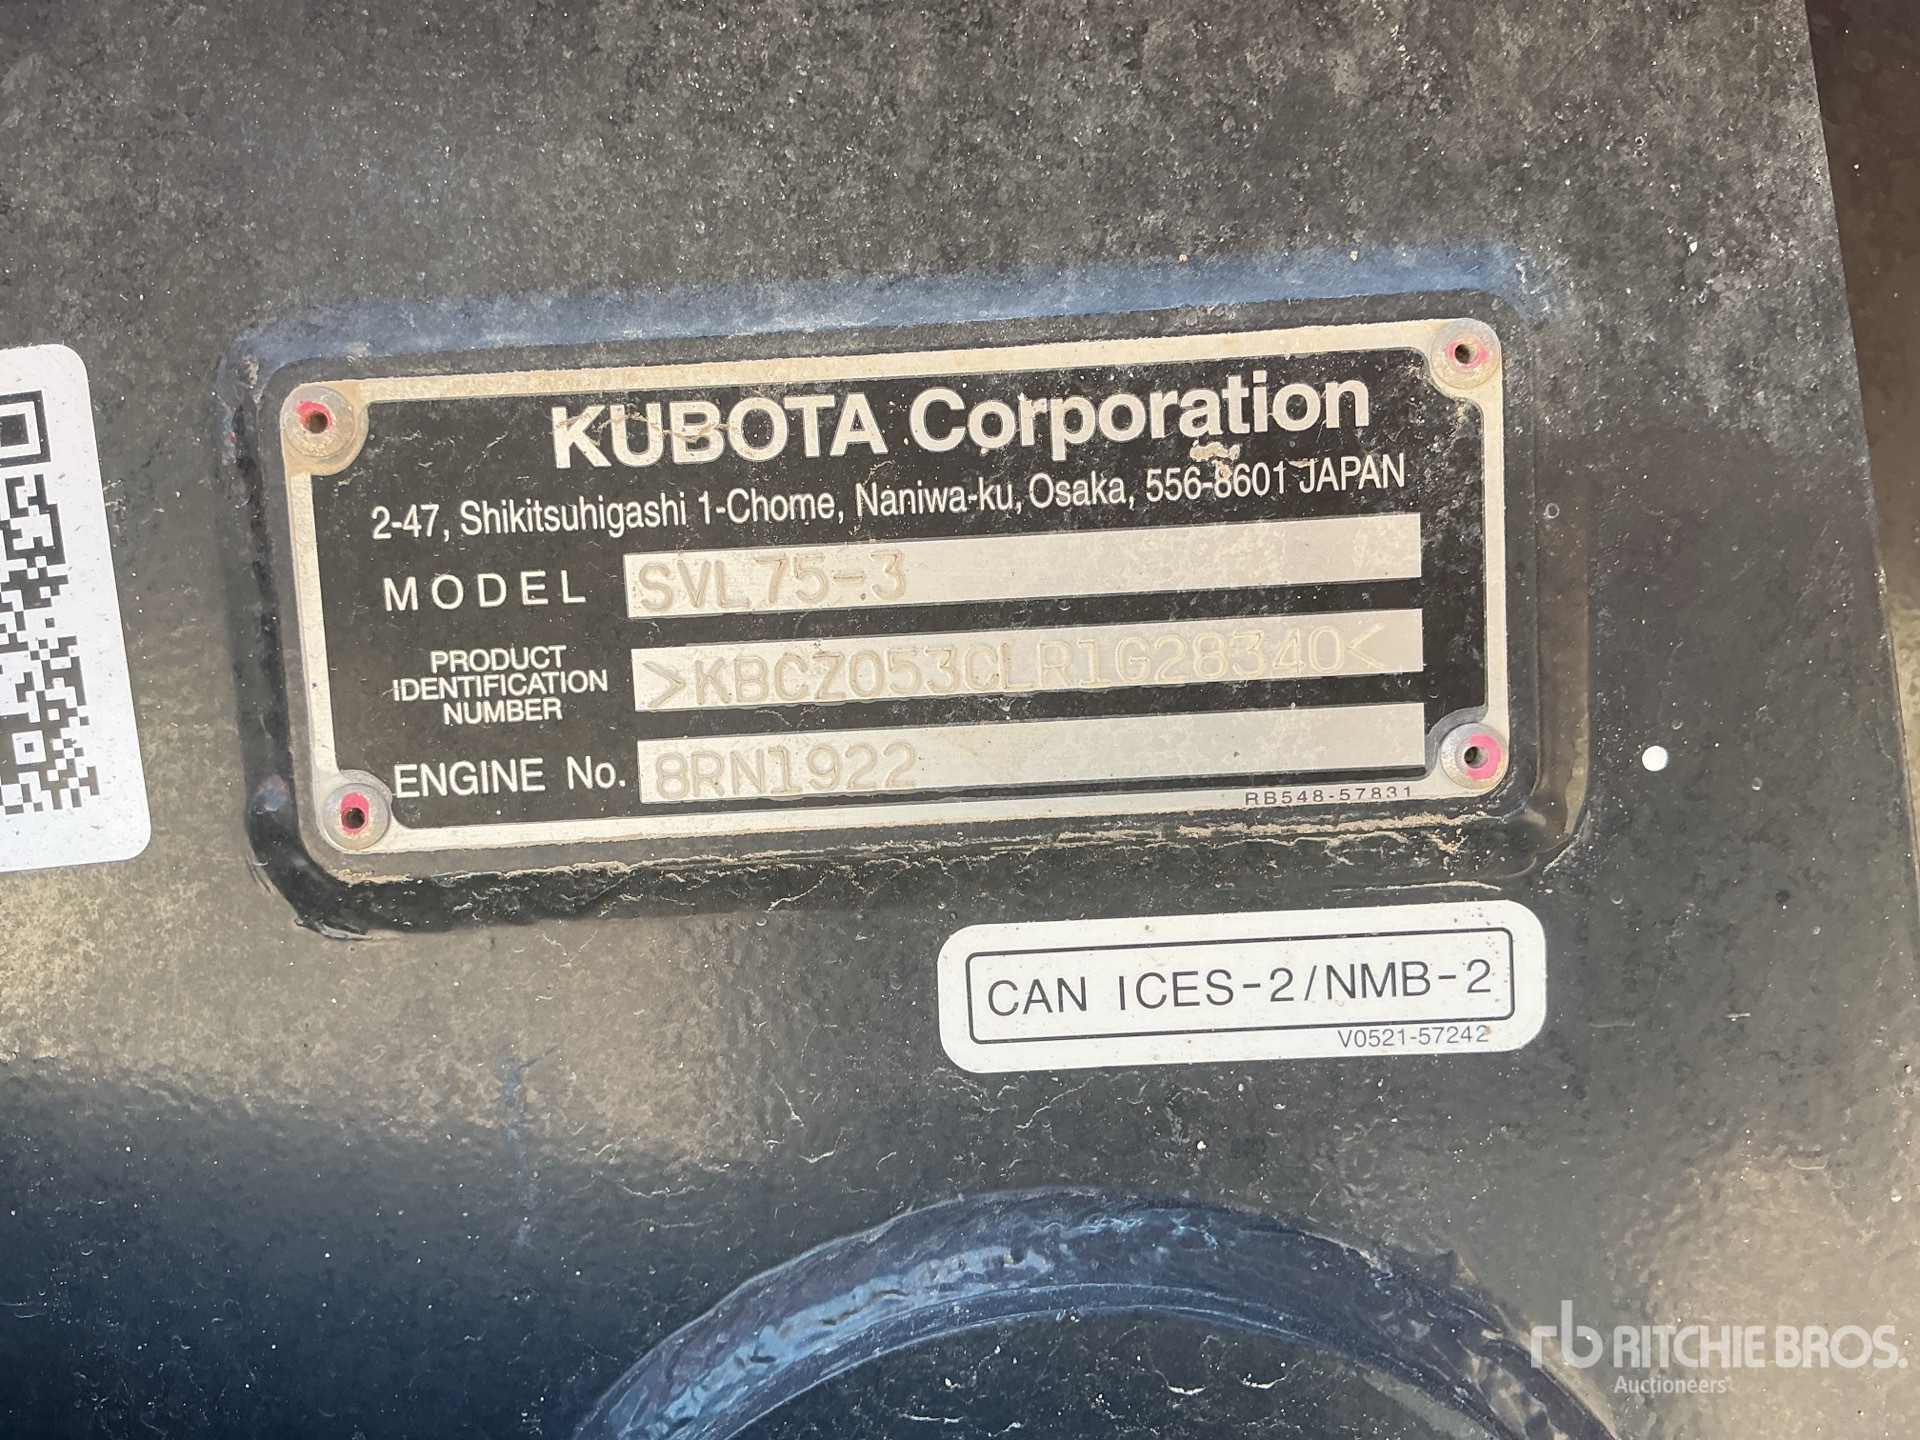 KUBOTA Corporation
2-47, Shikitsuhigashi 1-Chome, Naniwa-ku, Osaka, 556-8601 JAPAN
MODEL SVL75-3
PRODUCT
IDENTIFICATION
NUMBER
>KBCZ053CLR1G28340<
ENGINE No. 8RN1922
RB548-57831
CAN ICES-2/NMB-2
V0521-57242
rb RITCHIE BROS.
Auctioneers